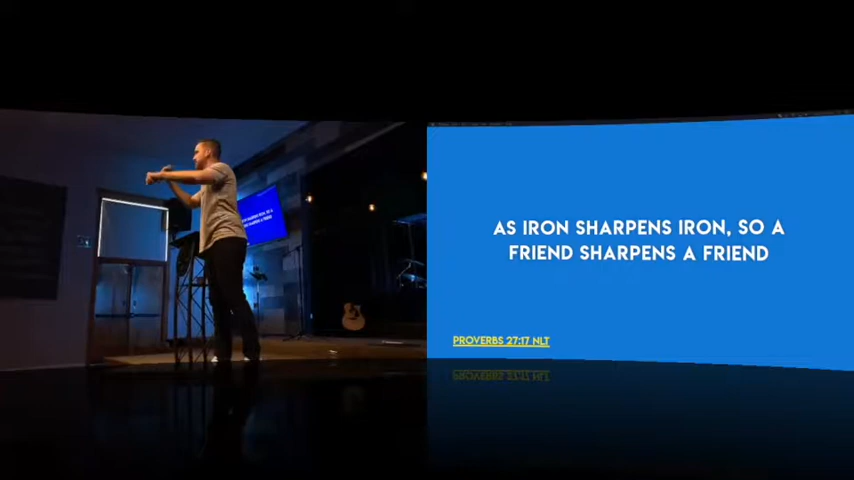 AS IRON SHARPENS IRON, SO A
FRIEND SHARPENS A FRIEND
PROVERBS 27:17 NLT